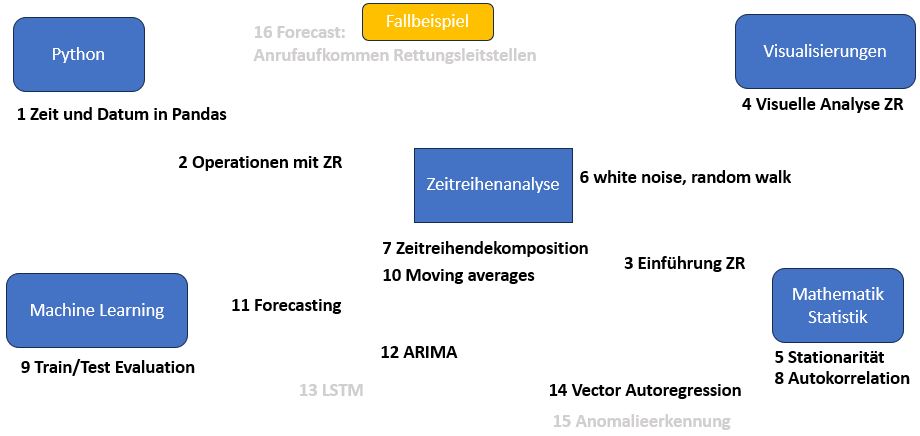 16 Forecast:
Anrufaufkommen Rettungsleitstellen
Fallbeispiel
Python
Visualisierungen
1 Zeit und Datum in Pandas
4 Visuelle Analyse ZR
2 Operationen mit ZR
Zeitreihenanalyse
6 white noise, random walk
7 Zeitreihendekomposition
10 Moving averages
3 Einführung ZR
Machine Learning
11 Forecasting
Mathematik
Statistik
9 Train/Test Evaluation
12 ARIMA
5 Stationarität
8 Autokorrelation
13 LSTM
14 Vector Autoregression
15 Anomalieerkennung